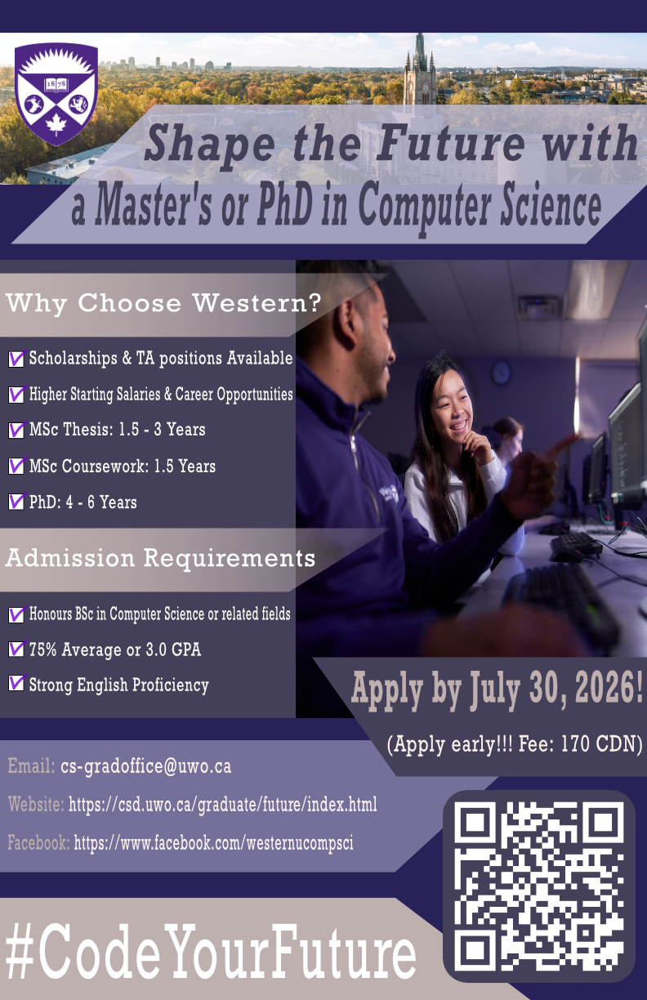 1878
Shape the Future with
a Master's or PhD in Computer Science
Why Choose Western?
Scholarships & TA positions Available
Higher Starting Salaries & Career Opportunities
MSc Thesis: 1.5 - 3 Years
MSc Coursework: 1.5 Years
PhD: 4 - 6 Years
Admission Requirements
Honours BSc in Computer Science or related fields
75% Average or 3.0 GPA
Strong English Proficiency
Apply by July 30, 2026!
(Apply early!!! Fee: 170 CDN)
Email: cs-gradoffice@uwo.ca
Website: https://csd.uwo.ca/graduate/future/index.html
Facebook: https://www.facebook.com/westernucompsci
#CodeYourFuture